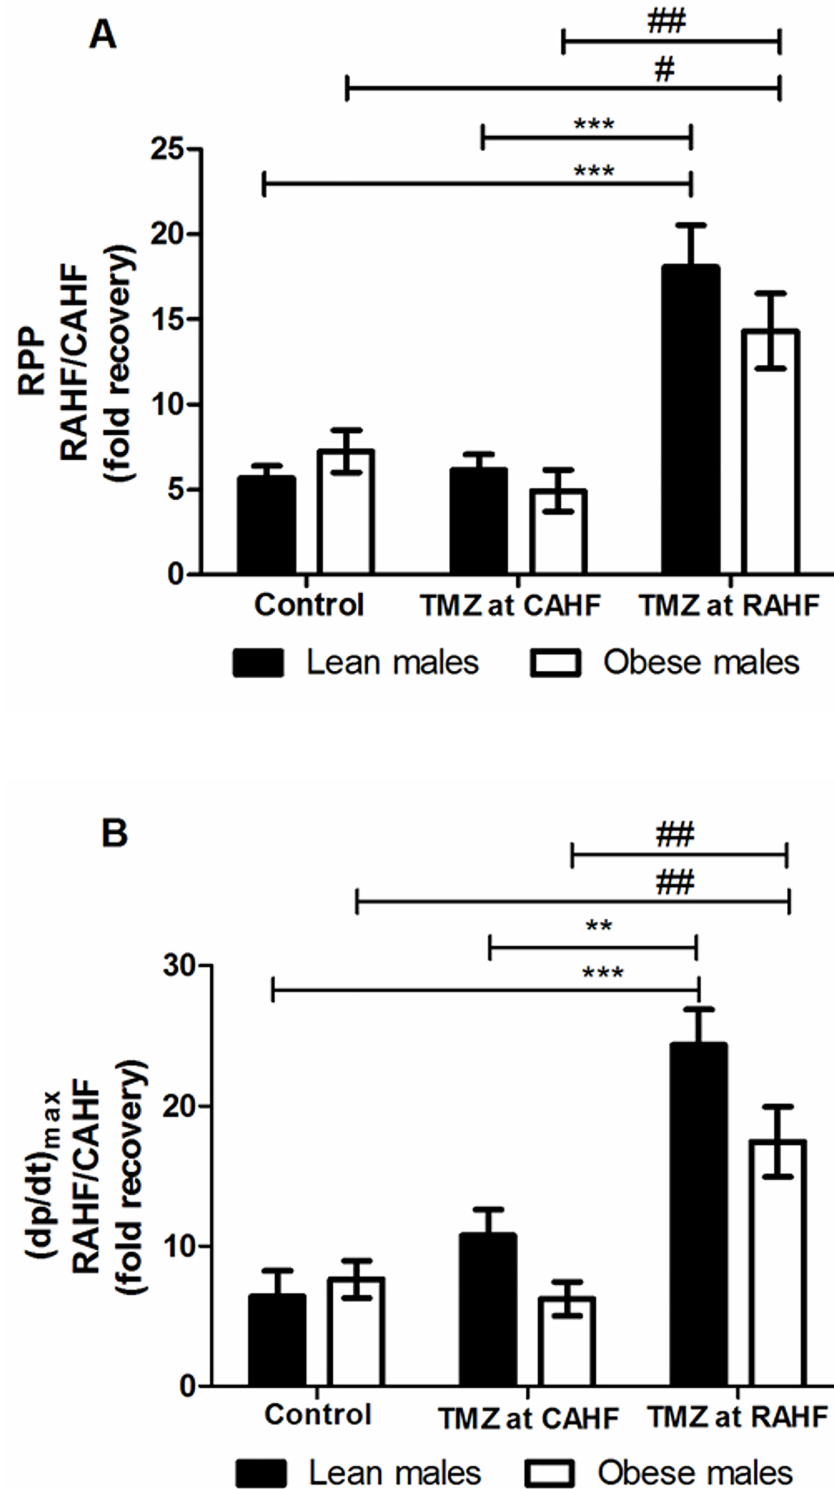 A
##
#
***
***
25
20
15
10
5
0
RPP
RAHF/CAHF
(fold recovery)
Control TMZ at CAHF TMZ at RAHF
Lean males Obese males
B
##
##
**
***
30
20
10
0
(dp/dt)max
RAHF/CAHF
(fold recovery)
Control TMZ at CAHF TMZ at RAHF
Lean males Obese males